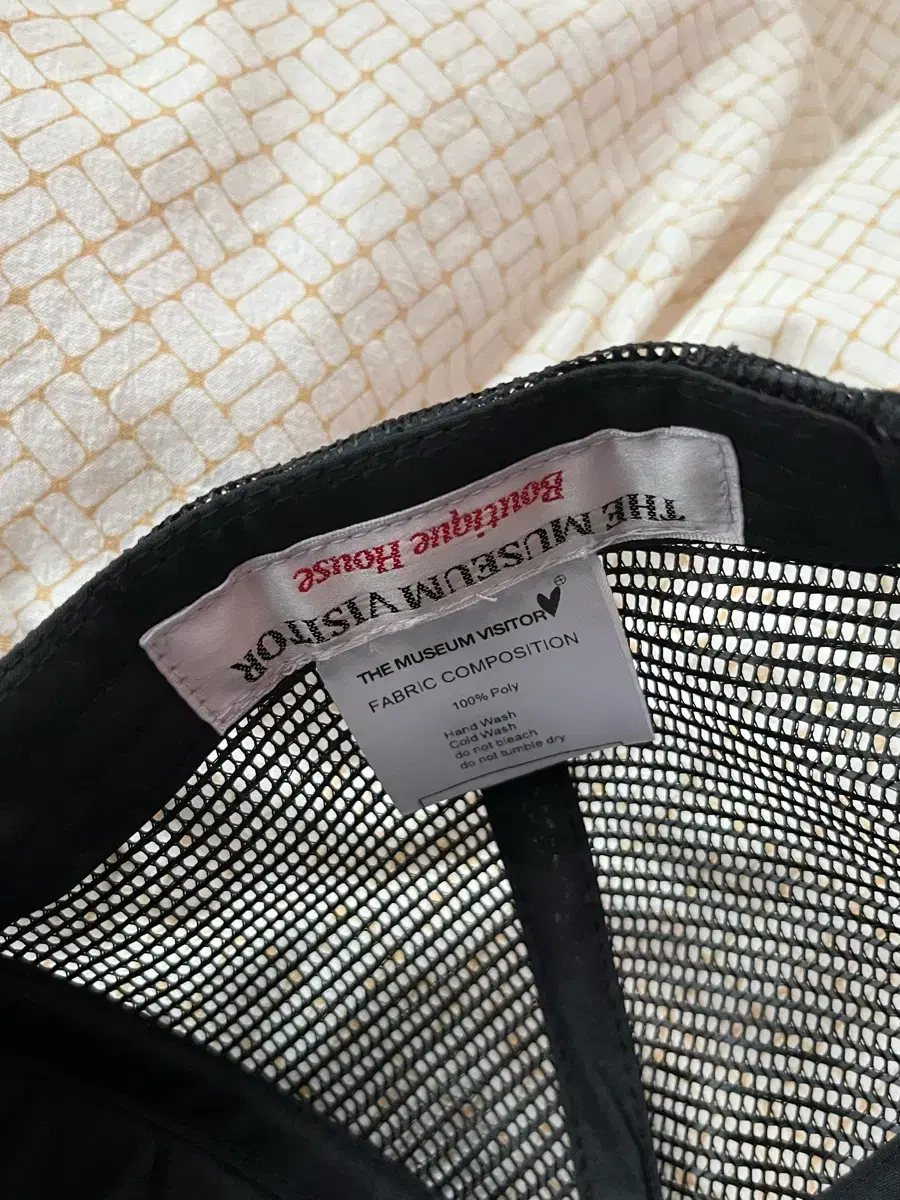 THE MUSEUM VISITOR
Boutique House
THE MUSEUM VISITOR
FABRIC COMPOSITION
100% Poly
Hand Wash
Cold Wash
do not bleach
do not tumble dry